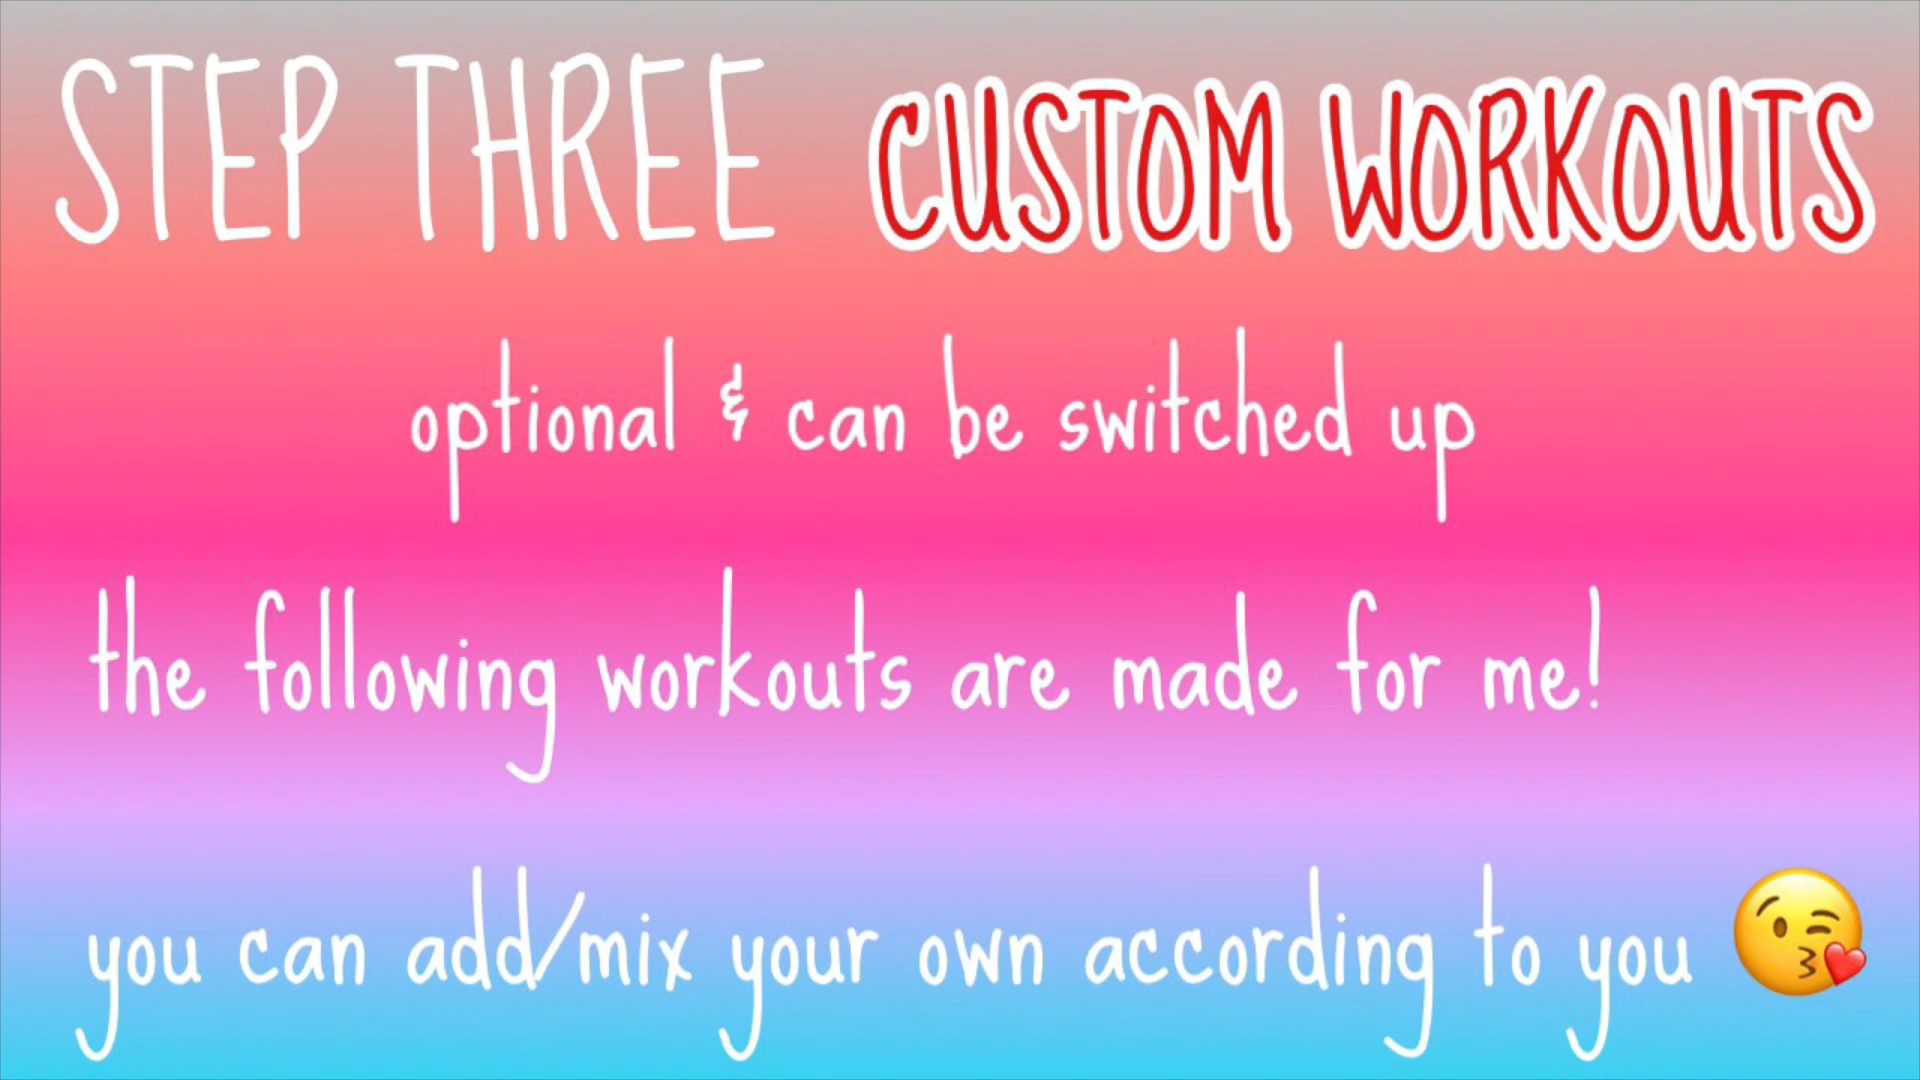 STEP THREE CUSTOM WORKOUTS
optional & can be switched up
the following workouts are made for me!
you can add/mix your own according to you 😘